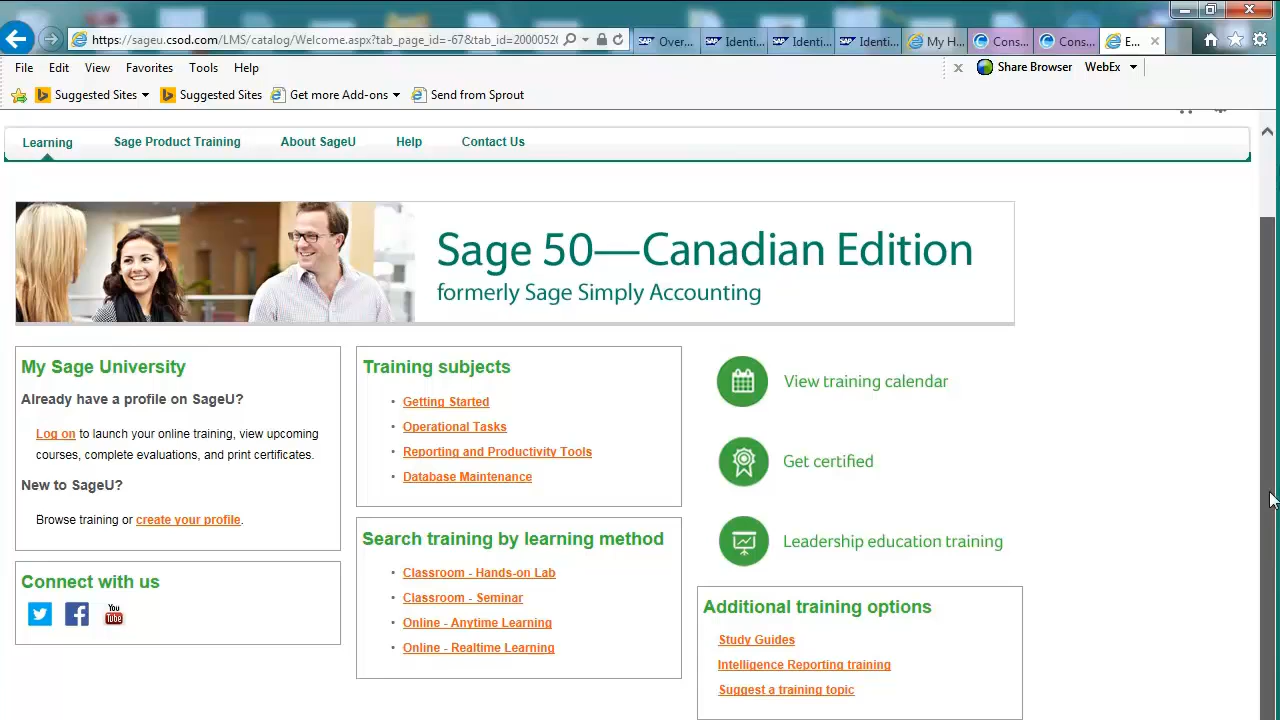 https://sageu.csod.com/LMS/catalog/Welcome.aspx?tab_page_id=-67&tab_id=20000526
Over...
Identi...
Identi...
Identi...
My H...
Cons...
Cons...
E...
File Edit View Favorites Tools Help
Share Browser WebEx
Suggested Sites Suggested Sites Get more Add-ons Send from Sprout
Learning Sage Product Training About SageU Help Contact Us
Sage 50—Canadian Edition
formerly Sage Simply Accounting
My Sage University
Already have a profile on SageU?
Log on to launch your online training, view upcoming
courses, complete evaluations, and print certificates.
New to SageU?
Browse training or create your profile.
Connect with us
You
Tube
Training subjects
• Getting Started
• Operational Tasks
• Reporting and Productivity Tools
• Database Maintenance
Search training by learning method
• Classroom - Hands-on Lab
• Classroom - Seminar
• Online - Anytime Learning
• Online - Realtime Learning
View training calendar
Get certified
Leadership education training
Additional training options
Study Guides
Intelligence Reporting training
Suggest a training topic